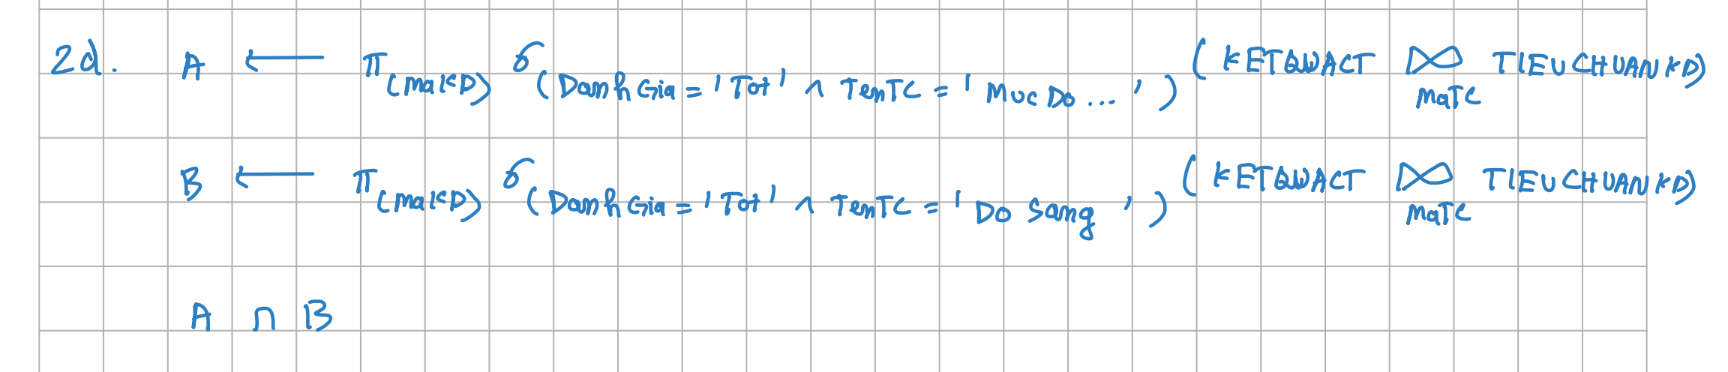 2d. A ← π(MaKD) σ(DanhGia = 'Tot' ∧ TenTC = 'Muc Do ...') (KETQUACT ⋈ MaTC TIEUCHUANKD)
B ← π(MaKD) σ(DanhGia = 'Tot' ∧ TenTC = 'Do Sang') (KETQUACT ⋈ MaTC TIEUCHUANKD)
A ∩ B